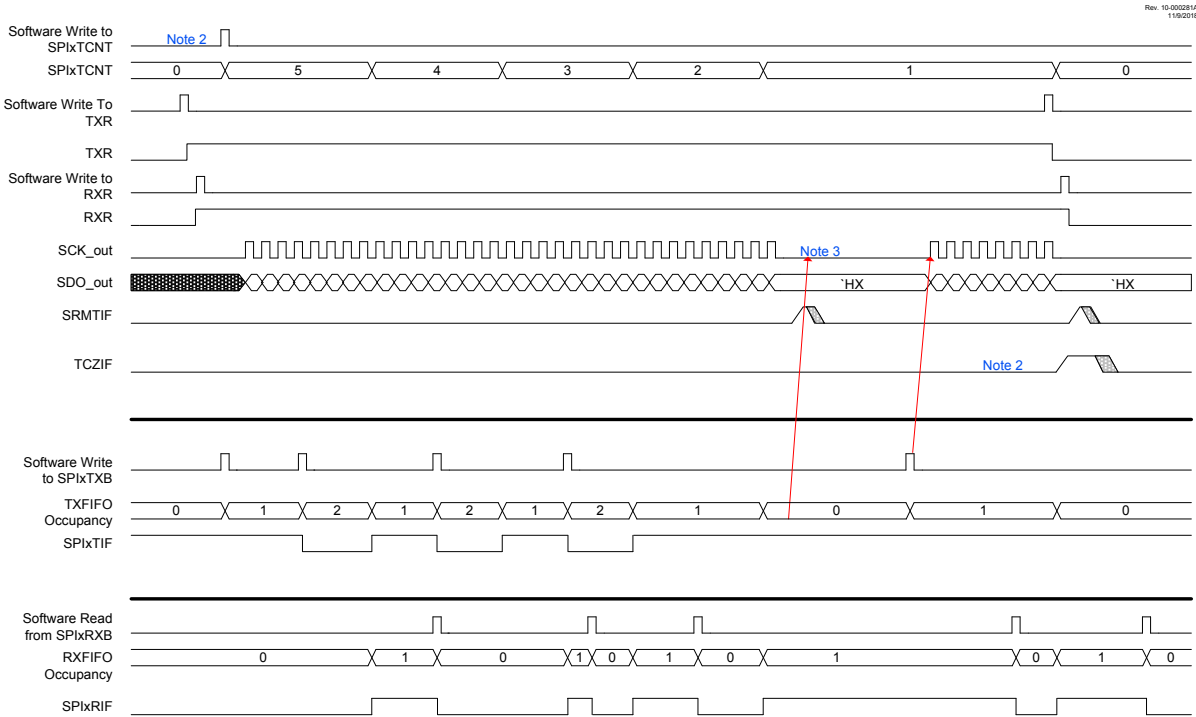 Rev. 10-000281A
11/9/2018
Software Write to
SPIxTCNT
Note 2
SPIxTCNT
0 5 4 3 2 1 0
Software Write To
TXR
TXR
Software Write to
RXR
RXR
SCK_out
Note 3
SDO_out
`HX
`HX
SRMTIF
TCZIF
Note 2
Software Write
to SPIxTXB
TXFIFO
Occupancy
0 1 2 1 2 1 2 1 0 1 0
SPIxTIF
Software Read
from SPIxRXB
RXFIFO
Occupancy
0 1 0 1 0 1 0 1 0 1 0
SPIxRIF